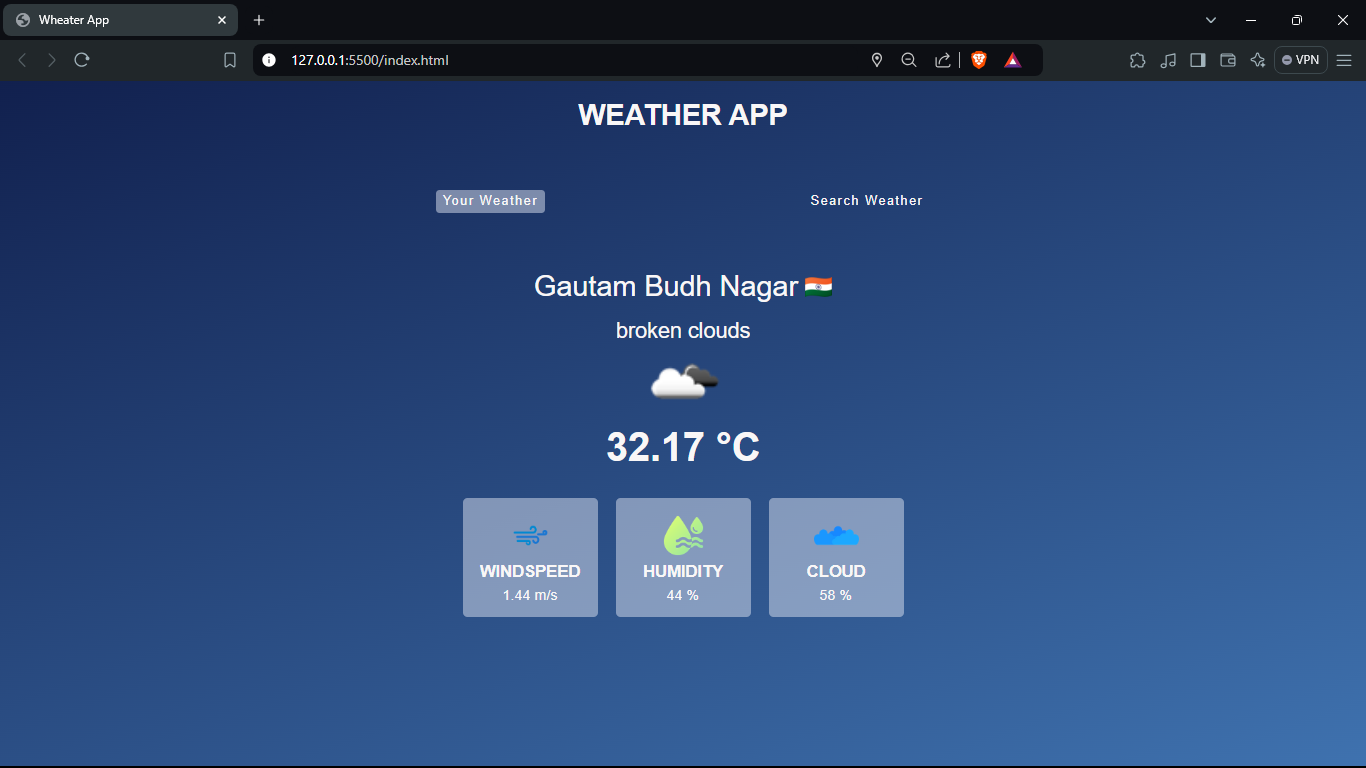 Wheater App
127.0.0.1:5500/index.html
VPN
WEATHER APP
Your Weather Search Weather
Gautam Budh Nagar
broken clouds
32.17 °C
WINDSPEED HUMIDITY CLOUD
1.44 m/s 44 % 58 %